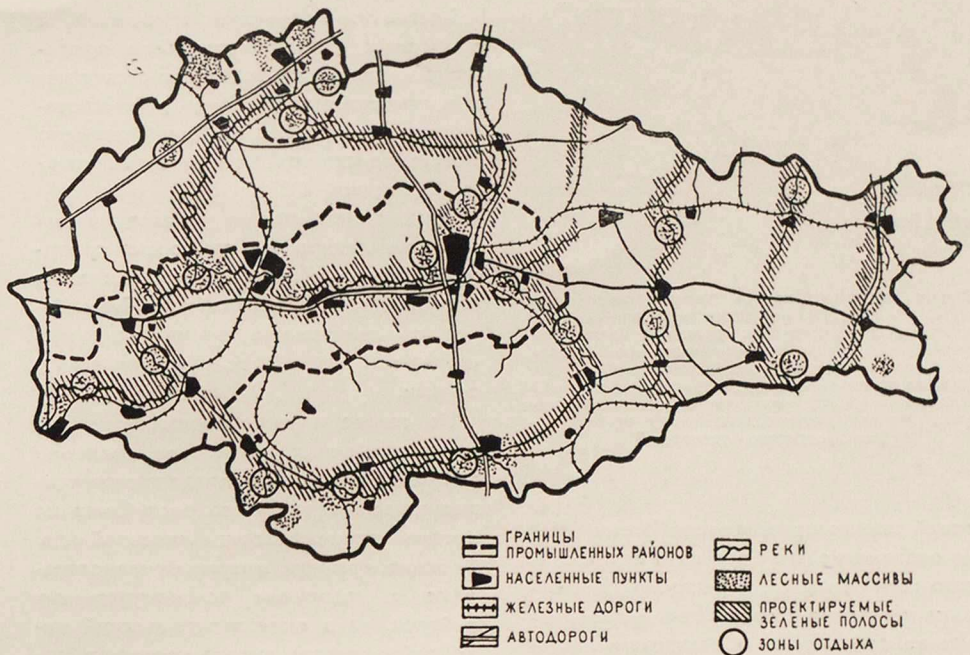 ГРАНИЦЫ
ПРОМЫШЛЕННЫХ РАЙОНОВ
НАСЕЛЕННЫЕ ПУНКТЫ
ЖЕЛЕЗНЫЕ ДОРОГИ
АВТОДОРОГИ
РЕКИ
ЛЕСНЫЕ МАССИВЫ
ПРОЕКТИРУЕМЫЕ
ЗЕЛЕНЫЕ ПОЛОСЫ
ЗОНЫ ОТДЫХА